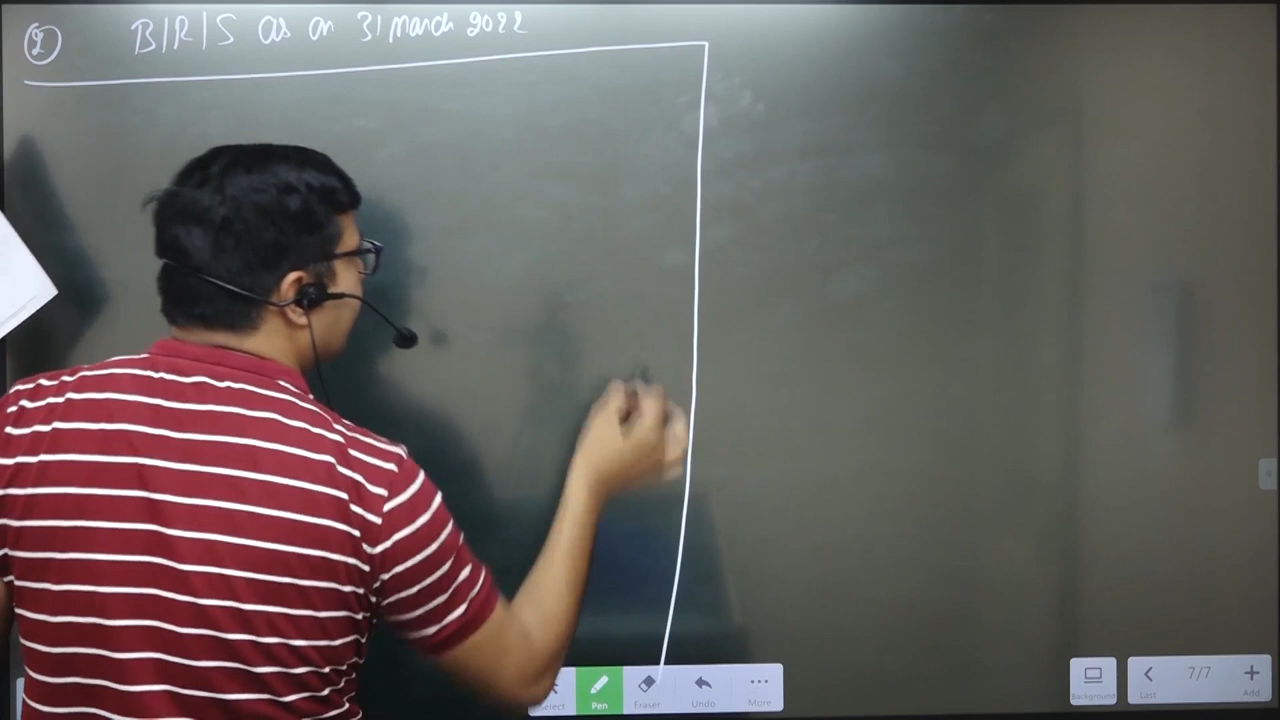 2 B/R/S as on 31 March 2022
Select Pen Eraser Undo More
Background
Last 7/7 Add